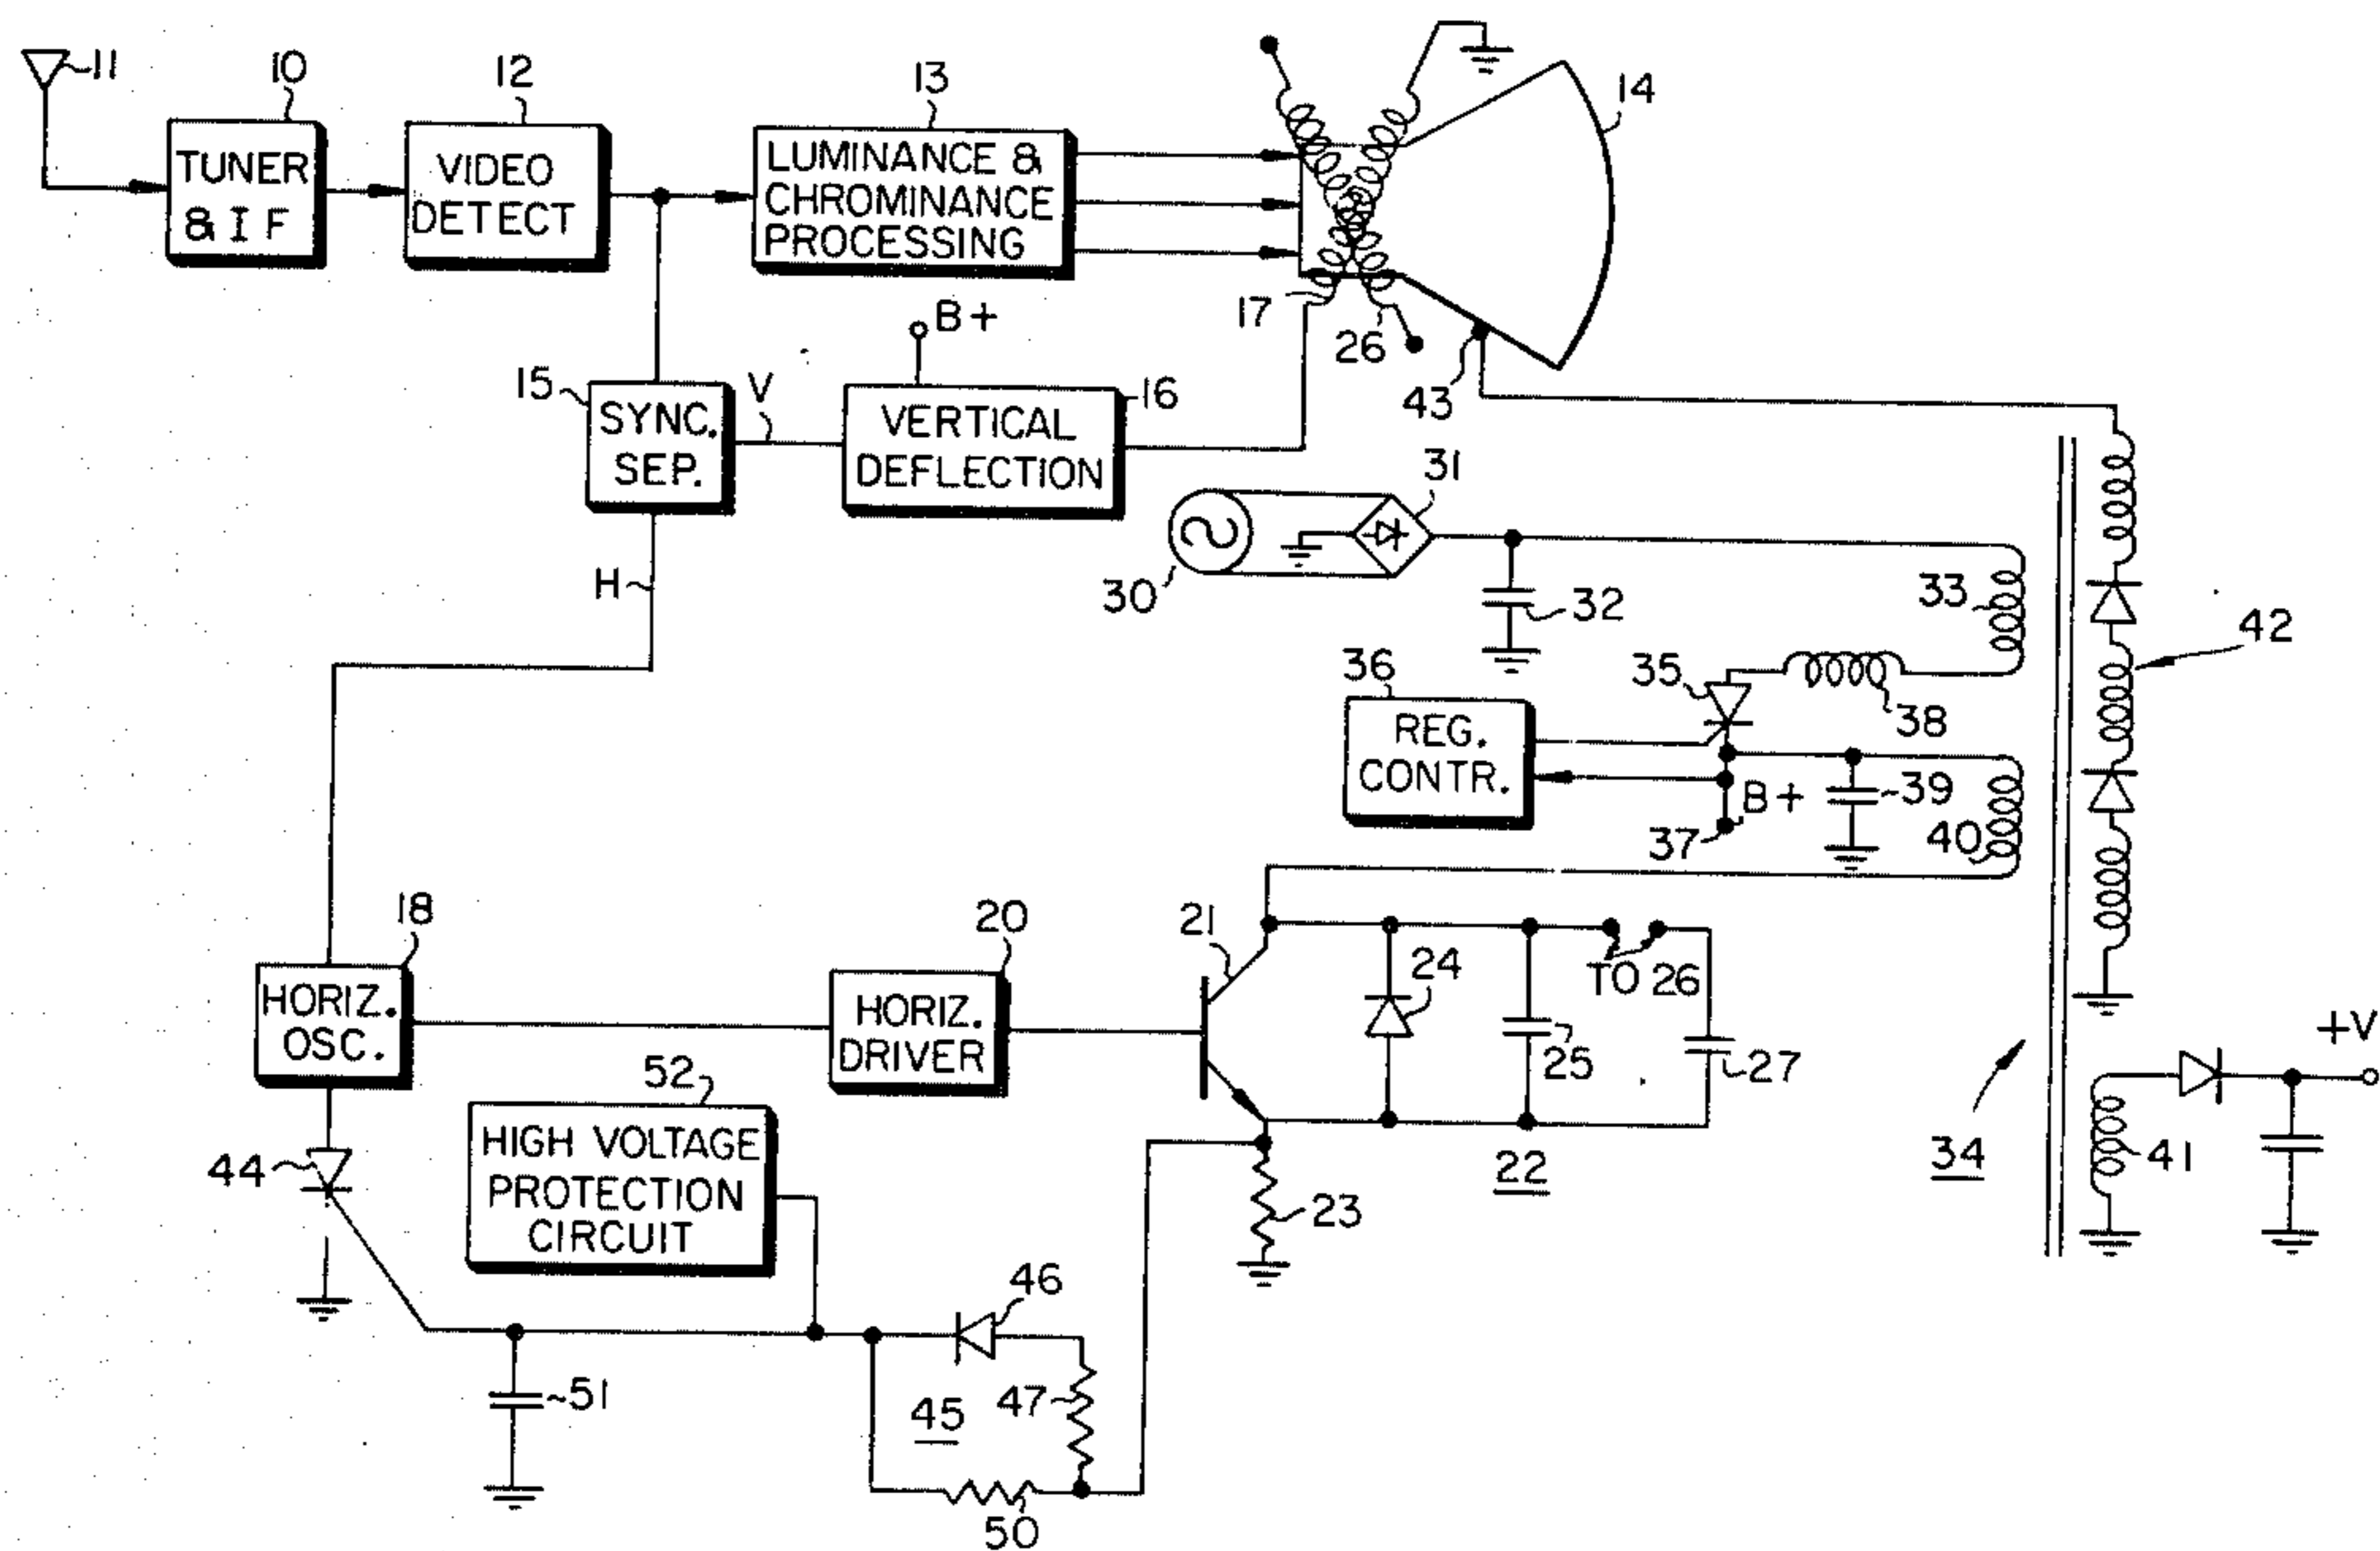 11
10
12
13
14
TUNER
& IF
VIDEO
DETECT
LUMINANCE &
CHROMINANCE
PROCESSING
17
26
43
B+
15
V
16
SYNC.
SEP.
VERTICAL
DEFLECTION
31
30
32
33
42
H
36
35
38
REG.
CONTR.
B+
39
37
40
18
20
21
24
TO 26
HORIZ.
OSC.
HORIZ.
DRIVER
25
27
+V
52
44
HIGH VOLTAGE
PROTECTION
CIRCUIT
22
34
41
23
46
51
45
47
50